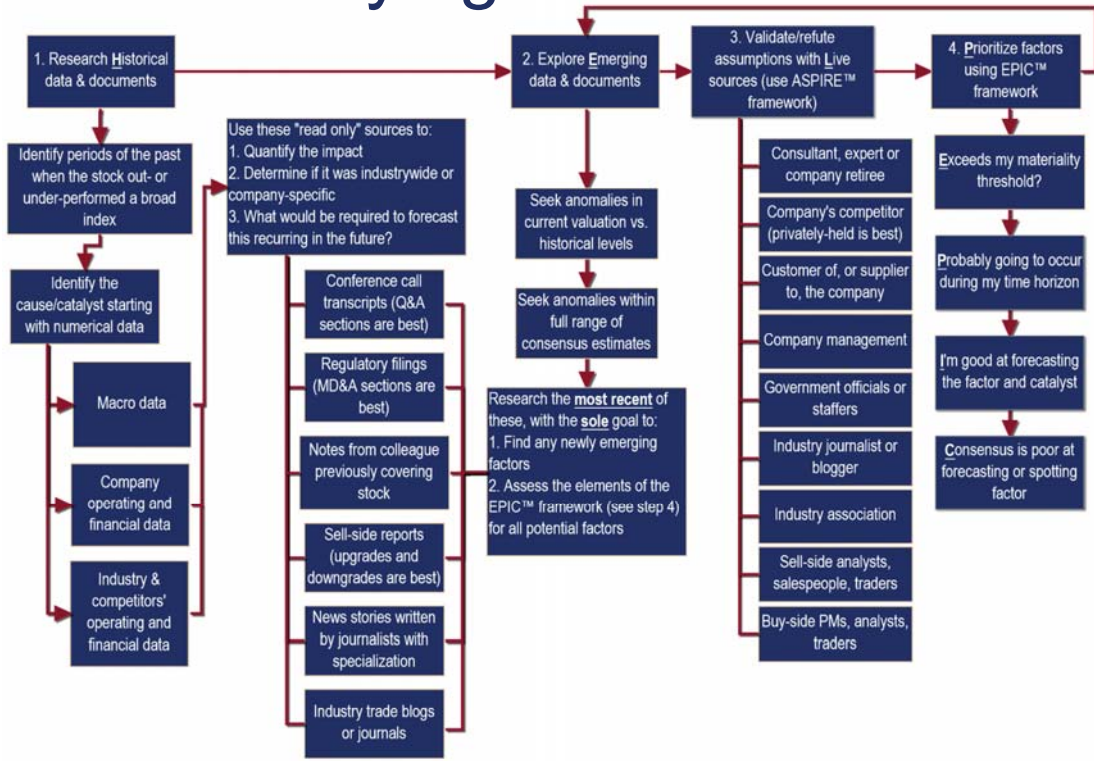 1. Research Historical
data & documents
Identify periods of the past
when the stock out- or
under-performed a broad
index
Identify the
cause/catalyst starting
with numerical data
Macro data
Company
operating and
financial data
Industry &
competitors'
operating and
financial data
Use these "read only" sources to:
1. Quantify the impact
2. Determine if it was industrywide or
company-specific
3. What would be required to forecast
this recurring in the future?
Conference call
transcripts (Q&A
sections are best)
Regulatory filings
(MD&A sections are
best)
Notes from colleague
previously covering
stock
Sell-side reports
(upgrades and
downgrades are best)
News stories written
by journalists with
specialization
Industry trade blogs
or journals
2. Explore Emerging
data & documents
Seek anomalies in
current valuation vs.
historical levels
Seek anomalies within
full range of
consensus estimates
Research the most recent of
these, with the sole goal to:
1. Find any newly emerging
factors
2. Assess the elements of the
EPIC™ framework (see step 4)
for all potential factors
3. Validate/refute
assumptions with Live
sources (use ASPIRE™
framework)
Consultant, expert or
company retiree
Company's competitor
(privately-held is best)
Customer of, or supplier
to, the company
Company management
Government officials or
staffers
Industry journalist or
blogger
Industry association
Sell-side analysts,
salespeople, traders
Buy-side PMs, analysts,
traders
4. Prioritize factors
using EPIC™
framework
Exceeds my materiality
threshold?
Probably going to occur
during my time horizon
I'm good at forecasting
the factor and catalyst
Consensus is poor at
forecasting or spotting
factor